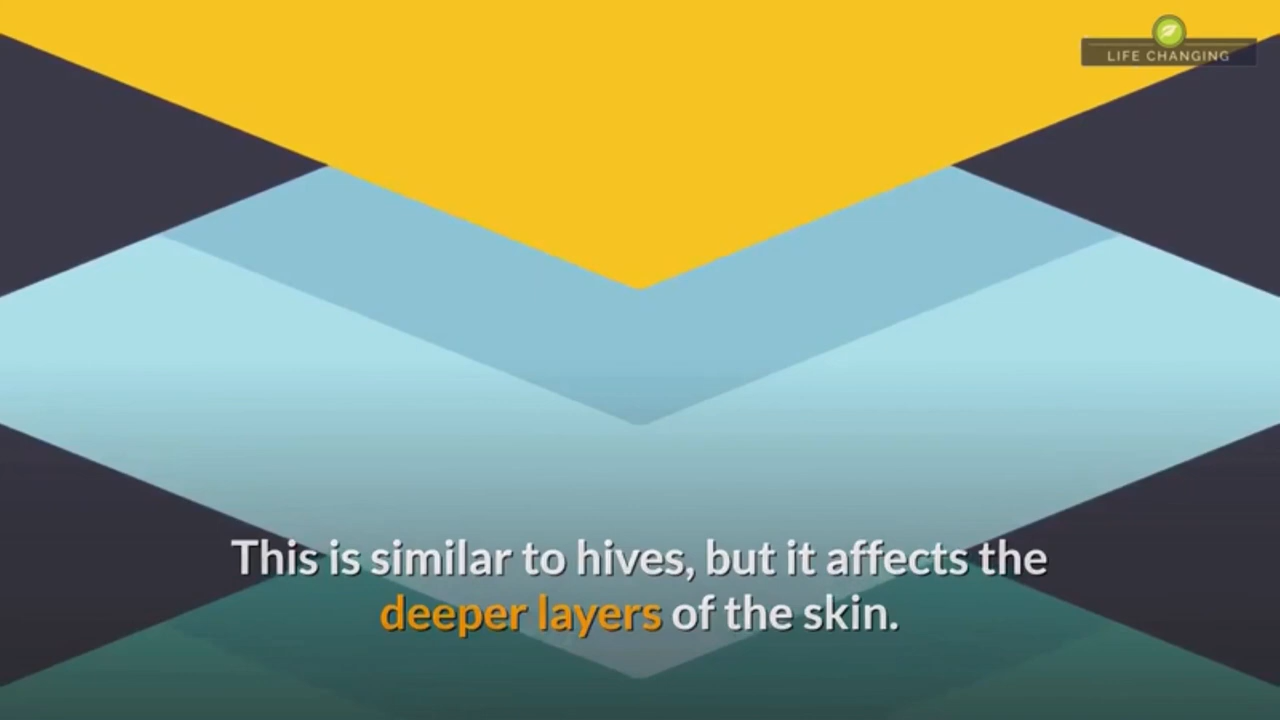 LIFE CHANGING
This is similar to hives, but it affects the
deeper layers of the skin.